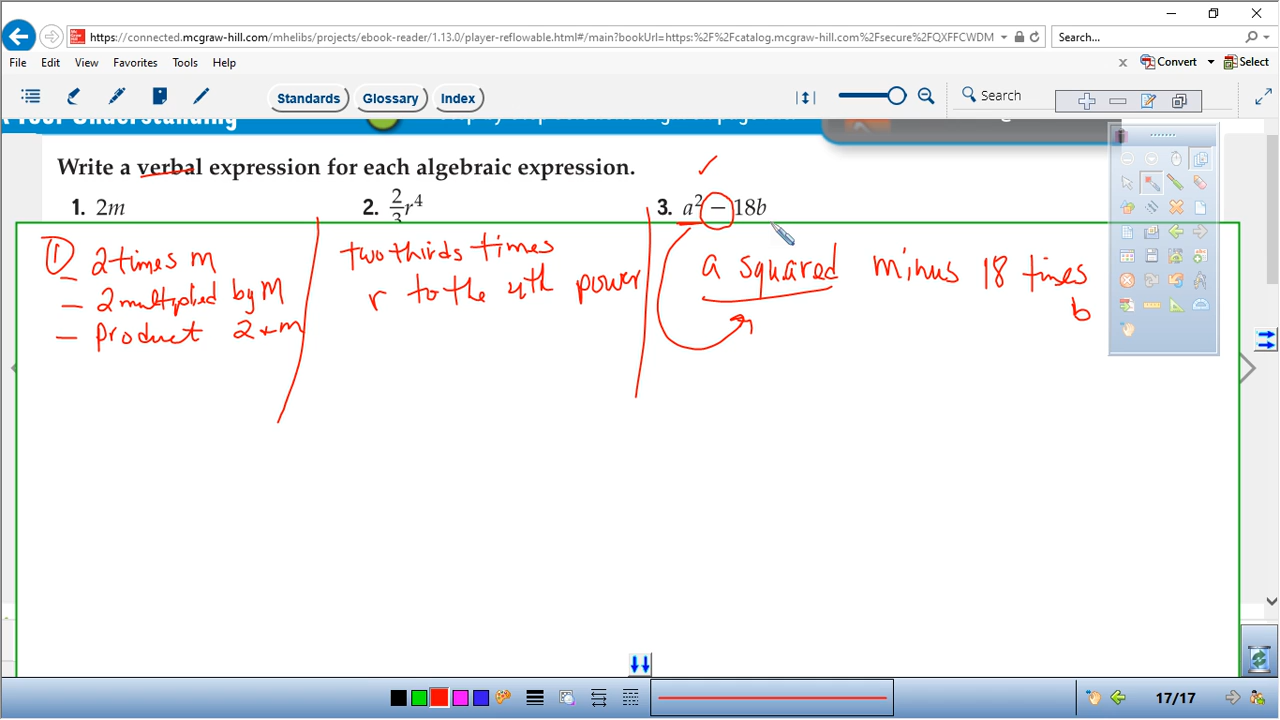 https://connected.mcgraw-hill.com/mhelibs/projects/ebook-reader/1.13.0/player-reflowable.html#/main?bookUrl=https:%2F%2Fcatalog.mcgraw-hill.com%2Fsecure%2FQXFFCWDM
Search...
File Edit View Favorites Tools Help
x Convert Select
Standards Glossary Index Search
Write a verbal expression for each algebraic expression.
1. 2m 2. 2/3 r⁴ 3. a² − 18b
① 2 times m
— 2 multiplied by M
— Product 2 * m
two thirds times
r to the 4th power
a squared minus 18 times
b
17/17